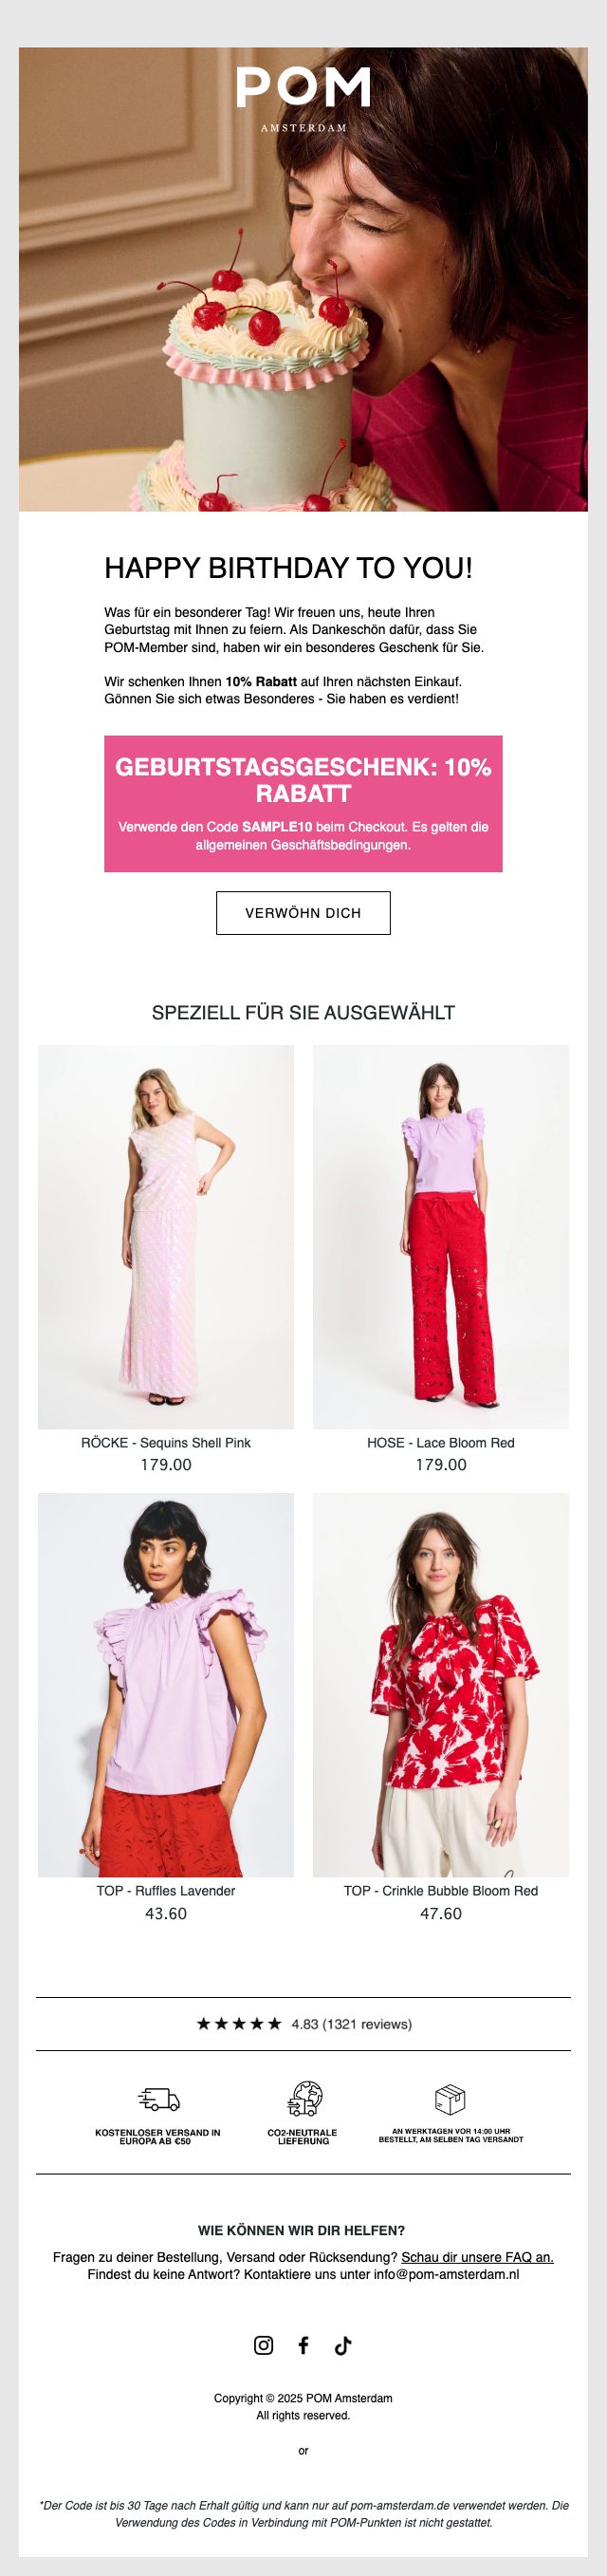 POM
AMSTERDAM
HAPPY BIRTHDAY TO YOU!
Was für ein besonderer Tag! Wir freuen uns, heute Ihren
Geburtstag mit Ihnen zu feiern. Als Dankeschön dafür, dass Sie
POM-Member sind, haben wir ein besonderes Geschenk für Sie.
Wir schenken Ihnen 10% Rabatt auf Ihren nächsten Einkauf.
Gönnen Sie sich etwas Besonderes - Sie haben es verdient!
GEBURTSTAGSGESCHENK: 10%
RABATT
Verwende den Code SAMPLE10 beim Checkout. Es gelten die
allgemeinen Geschäftsbedingungen.
VERWÖHN DICH
SPEZIELL FÜR SIE AUSGEWÄHLT
RÖCKE - Sequins Shell Pink
179.00
HOSE - Lace Bloom Red
179.00
TOP - Ruffles Lavender
43.60
TOP - Crinkle Bubble Bloom Red
47.60
★★★★★ 4.83 (1321 reviews)
KOSTENLOSER VERSAND IN
EUROPA AB €50
CO2-NEUTRALE
LIEFERUNG
AN WERKTAGEN VOR 14:00 UHR
BESTELLT, AM SELBEN TAG VERSANDT
WIE KÖNNEN WIR DIR HELFEN?
Fragen zu deiner Bestellung, Versand oder Rücksendung? Schau dir unsere FAQ an.
Findest du keine Antwort? Kontaktiere uns unter info@pom-amsterdam.nl
Copyright © 2025 POM Amsterdam
All rights reserved.
or
*Der Code ist bis 30 Tage nach Erhalt gültig und kann nur auf pom-amsterdam.de verwendet werden. Die
Verwendung des Codes in Verbindung mit POM-Punkten ist nicht gestattet.